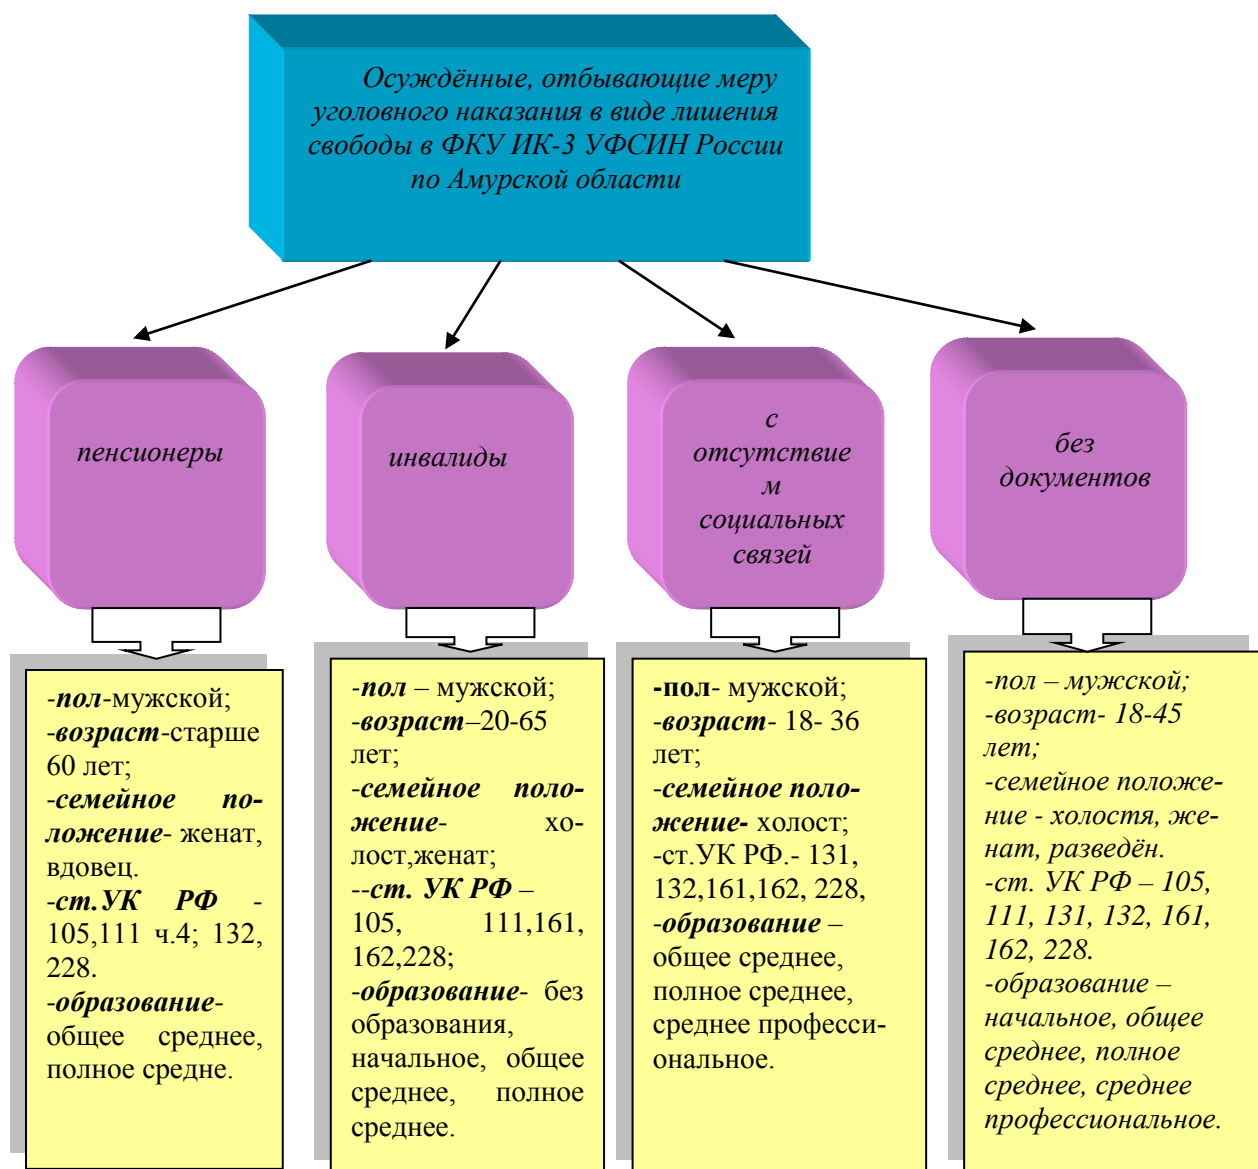 Осуждённые, отбывающие меру
уголовного наказания в виде лишения
свободы в ФКУ ИК-3 УФСИН России
по Амурской области
пенсионеры
инвалиды
с
отсутствие
м
социальных
связей
без
документов
-пол-мужской;
-возраст-старше
60 лет;
-семейное по-
ложение- женат,
вдовец.
-ст.УК РФ -
105,111 ч.4; 132,
228.
-образование-
общее среднее,
полное средне.
-пол – мужской;
-возраст–20-65
лет;
-семейное поло-
жение- хо-
лост,женат;
--ст. УК РФ –
105, 111,161,
162,228;
-образование- без
образования,
начальное, общее
среднее, полное
среднее.
-пол- мужской;
-возраст- 18- 36
лет;
-семейное поло-
жение- холост;
-ст.УК РФ.- 131,
132,161,162, 228,
-образование –
общее среднее,
полное среднее,
среднее професси-
ональное.
-пол – мужской;
-возраст- 18-45
лет;
-семейное положе-
ние - холостя, же-
нат, разведён.
-ст. УК РФ – 105,
111, 131, 132, 161,
162, 228.
-образование –
начальное, общее
среднее, полное
среднее, среднее
профессиональное.